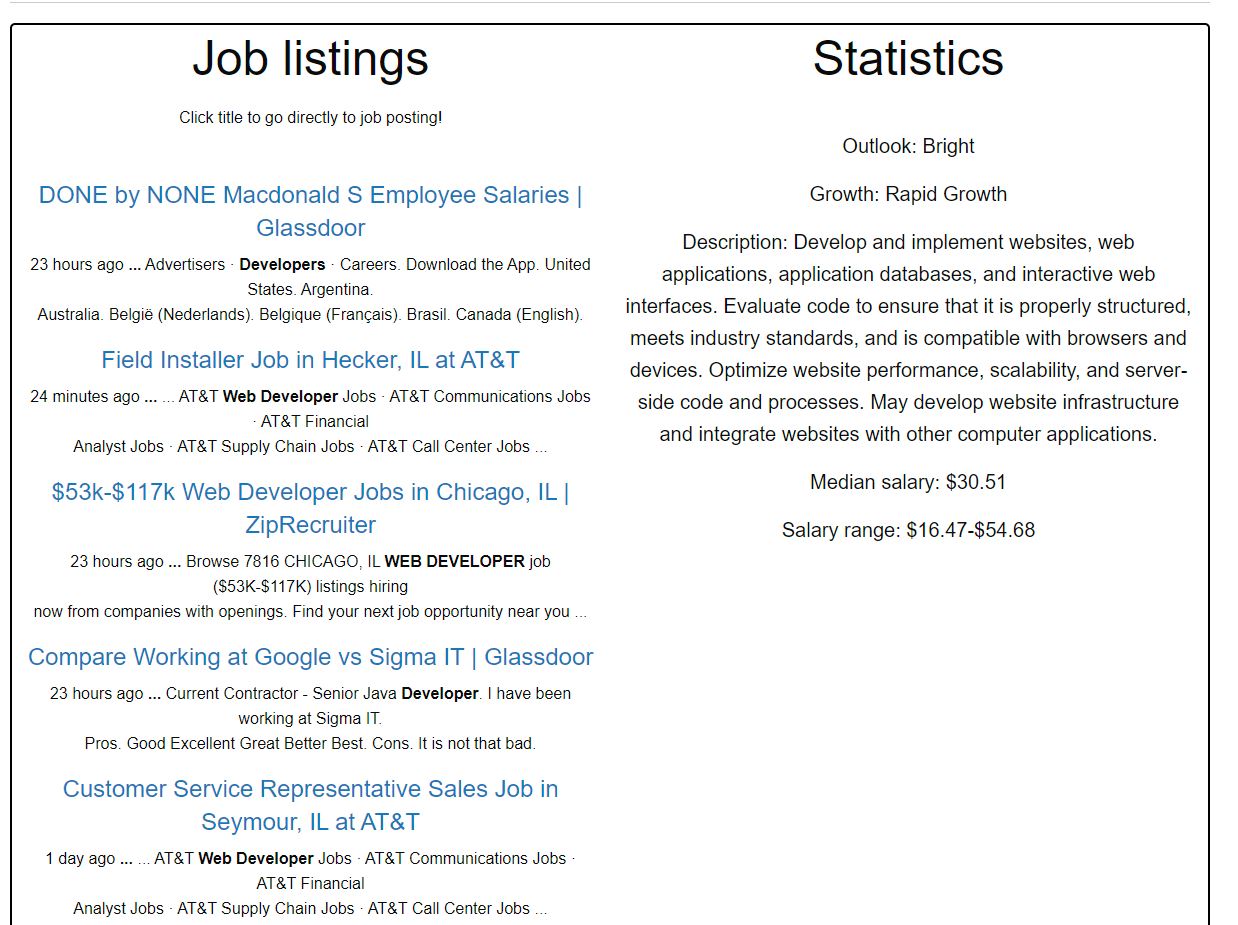 Job listings
Click title to go directly to job posting!
DONE by NONE Macdonald S Employee Salaries |
Glassdoor
23 hours ago ... Advertisers · Developers · Careers. Download the App. United
States. Argentina.
Australia. België (Nederlands). Belgique (Français). Brasil. Canada (English).
Field Installer Job in Hecker, IL at AT&T
24 minutes ago ... ... AT&T Web Developer Jobs · AT&T Communications Jobs
· AT&T Financial
Analyst Jobs · AT&T Supply Chain Jobs · AT&T Call Center Jobs ...
$53k-$117k Web Developer Jobs in Chicago, IL |
ZipRecruiter
23 hours ago ... Browse 7816 CHICAGO, IL WEB DEVELOPER job
($53K-$117K) listings hiring
now from companies with openings. Find your next job opportunity near you ...
Compare Working at Google vs Sigma IT | Glassdoor
23 hours ago ... Current Contractor - Senior Java Developer. I have been
working at Sigma IT.
Pros. Good Excellent Great Better Best. Cons. It is not that bad.
Customer Service Representative Sales Job in
Seymour, IL at AT&T
1 day ago ... ... AT&T Web Developer Jobs · AT&T Communications Jobs ·
AT&T Financial
Analyst Jobs · AT&T Supply Chain Jobs · AT&T Call Center Jobs ...
Statistics
Outlook: Bright
Growth: Rapid Growth
Description: Develop and implement websites, web
applications, application databases, and interactive web
interfaces. Evaluate code to ensure that it is properly structured,
meets industry standards, and is compatible with browsers and
devices. Optimize website performance, scalability, and server-
side code and processes. May develop website infrastructure
and integrate websites with other computer applications.
Median salary: $30.51
Salary range: $16.47-$54.68